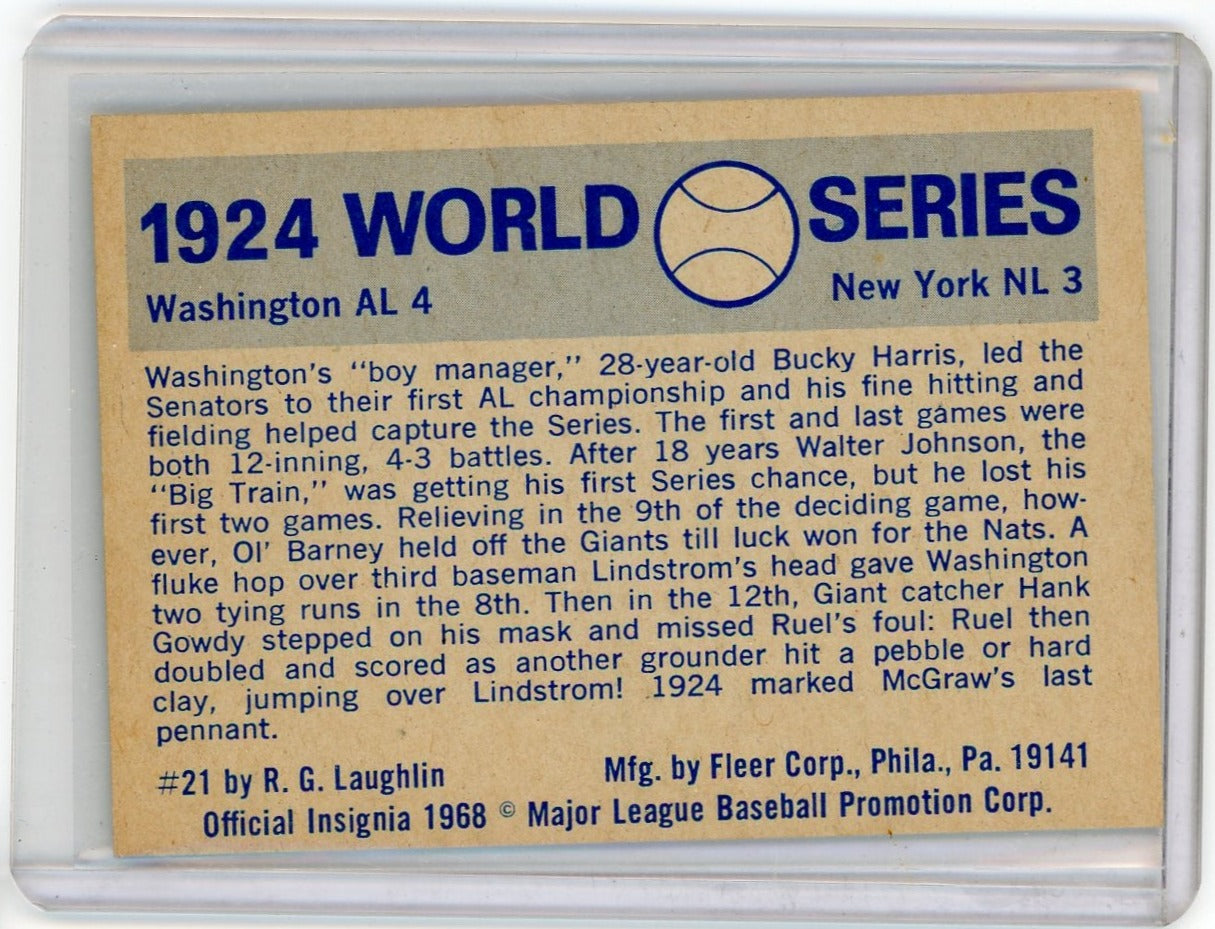 1924 WORLD SERIES
Washington AL 4 New York NL 3
Washington's "boy manager," 28-year-old Bucky Harris, led the
Senators to their first AL championship and his fine hitting and
fielding helped capture the Series. The first and last games were
both 12-inning, 4-3 battles. After 18 years Walter Johnson, the
"Big Train," was getting his first Series chance, but he lost his
first two games. Relieving in the 9th of the deciding game, how-
ever, Ol' Barney held off the Giants till luck won for the Nats. A
fluke hop over third baseman Lindstrom's head gave Washington
two tying runs in the 8th. Then in the 12th, Giant catcher Hank
Gowdy stepped on his mask and missed Ruel's foul: Ruel then
doubled and scored as another grounder hit a pebble or hard
clay, jumping over Lindstrom! 1924 marked McGraw's last
pennant.
#21 by R. G. Laughlin Mfg. by Fleer Corp., Phila., Pa. 19141
Official Insignia 1968 © Major League Baseball Promotion Corp.